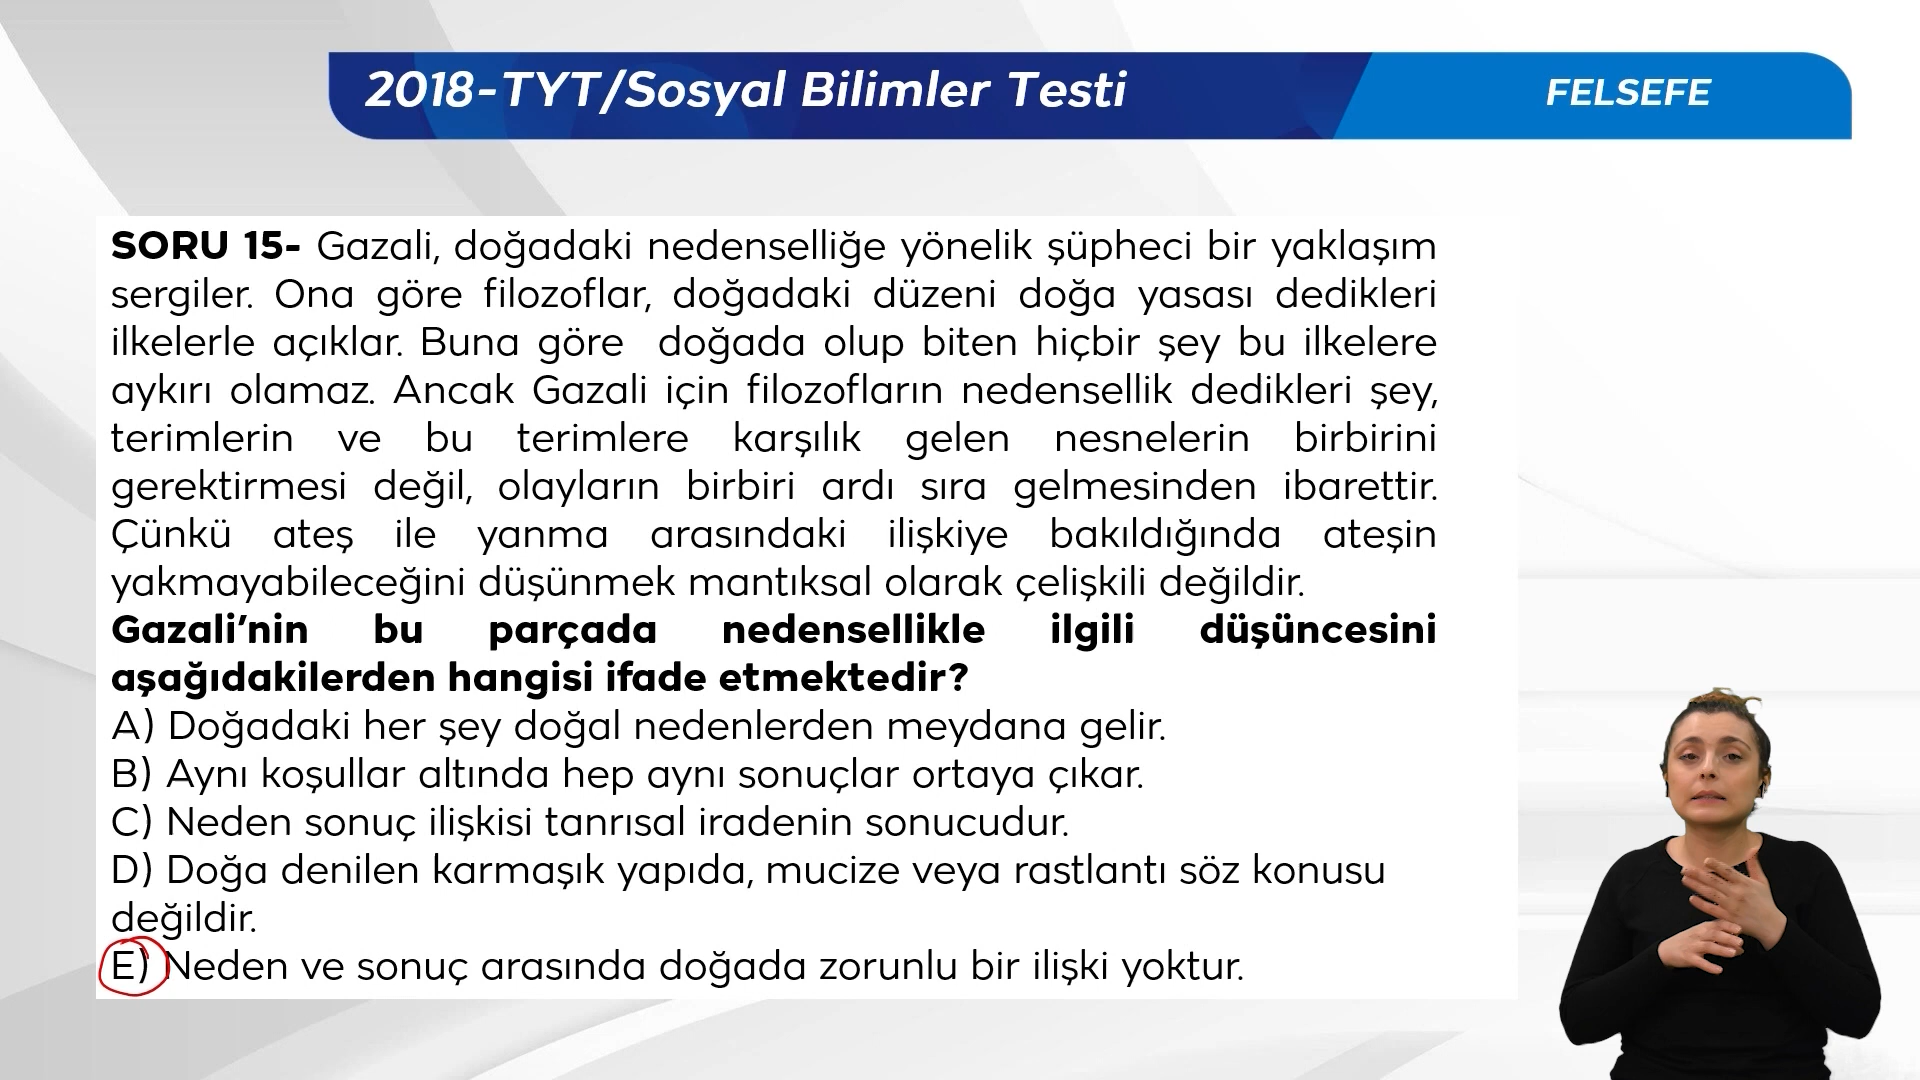 2018-TYT/Sosyal Bilimler Testi
FELSEFE
SORU 15- Gazali, doğadaki nedenselliğe yönelik şüpheci bir yaklaşım
sergiler. Ona göre filozoflar, doğadaki düzeni doğa yasası dedikleri
ilkelerle açıklar. Buna göre doğada olup biten hiçbir şey bu ilkelere
aykırı olamaz. Ancak Gazali için filozofların nedensellik dedikleri şey,
terimlerin ve bu terimlere karşılık gelen nesnelerin birbirini
gerektirmesi değil, olayların birbiri ardı sıra gelmesinden ibarettir.
Çünkü ateş ile yanma arasındaki ilişkiye bakıldığında ateşin
yakmayabileceğini düşünmek mantıksal olarak çelişkili değildir.
Gazali’nin bu parçada nedensellikle ilgili düşüncesini
aşağıdakilerden hangisi ifade etmektedir?
A) Doğadaki her şey doğal nedenlerden meydana gelir.
B) Aynı koşullar altında hep aynı sonuçlar ortaya çıkar.
C) Neden sonuç ilişkisi tanrısal iradenin sonucudur.
D) Doğa denilen karmaşık yapıda, mucize veya rastlantı söz konusu
değildir.
E) Neden ve sonuç arasında doğada zorunlu bir ilişki yoktur.